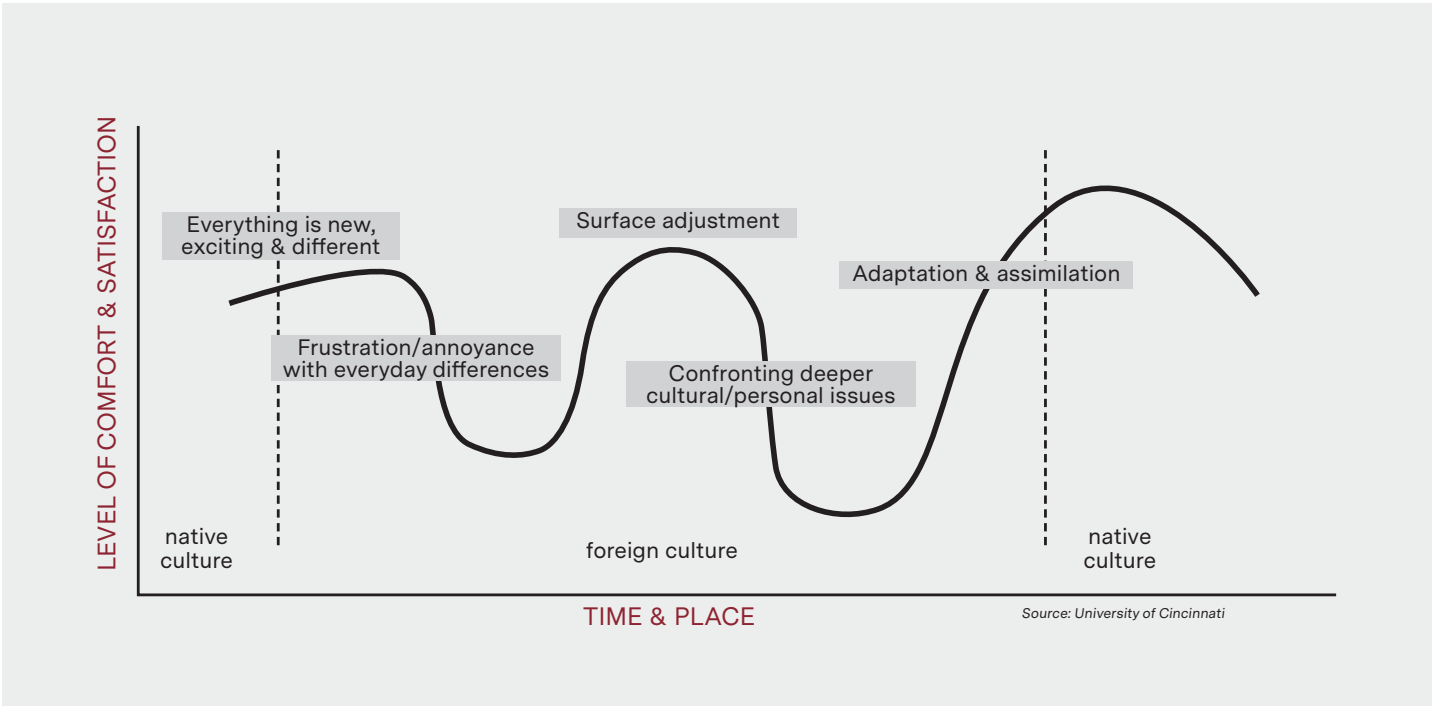 LEVEL OF COMFORT & SATISFACTION
Everything is new,
exciting & different
Frustration/annoyance
with everyday differences
Surface adjustment
Confronting deeper
cultural/personal issues
Adaptation & assimilation
native
culture
foreign culture
native
culture
TIME & PLACE
Source: University of Cincinnati